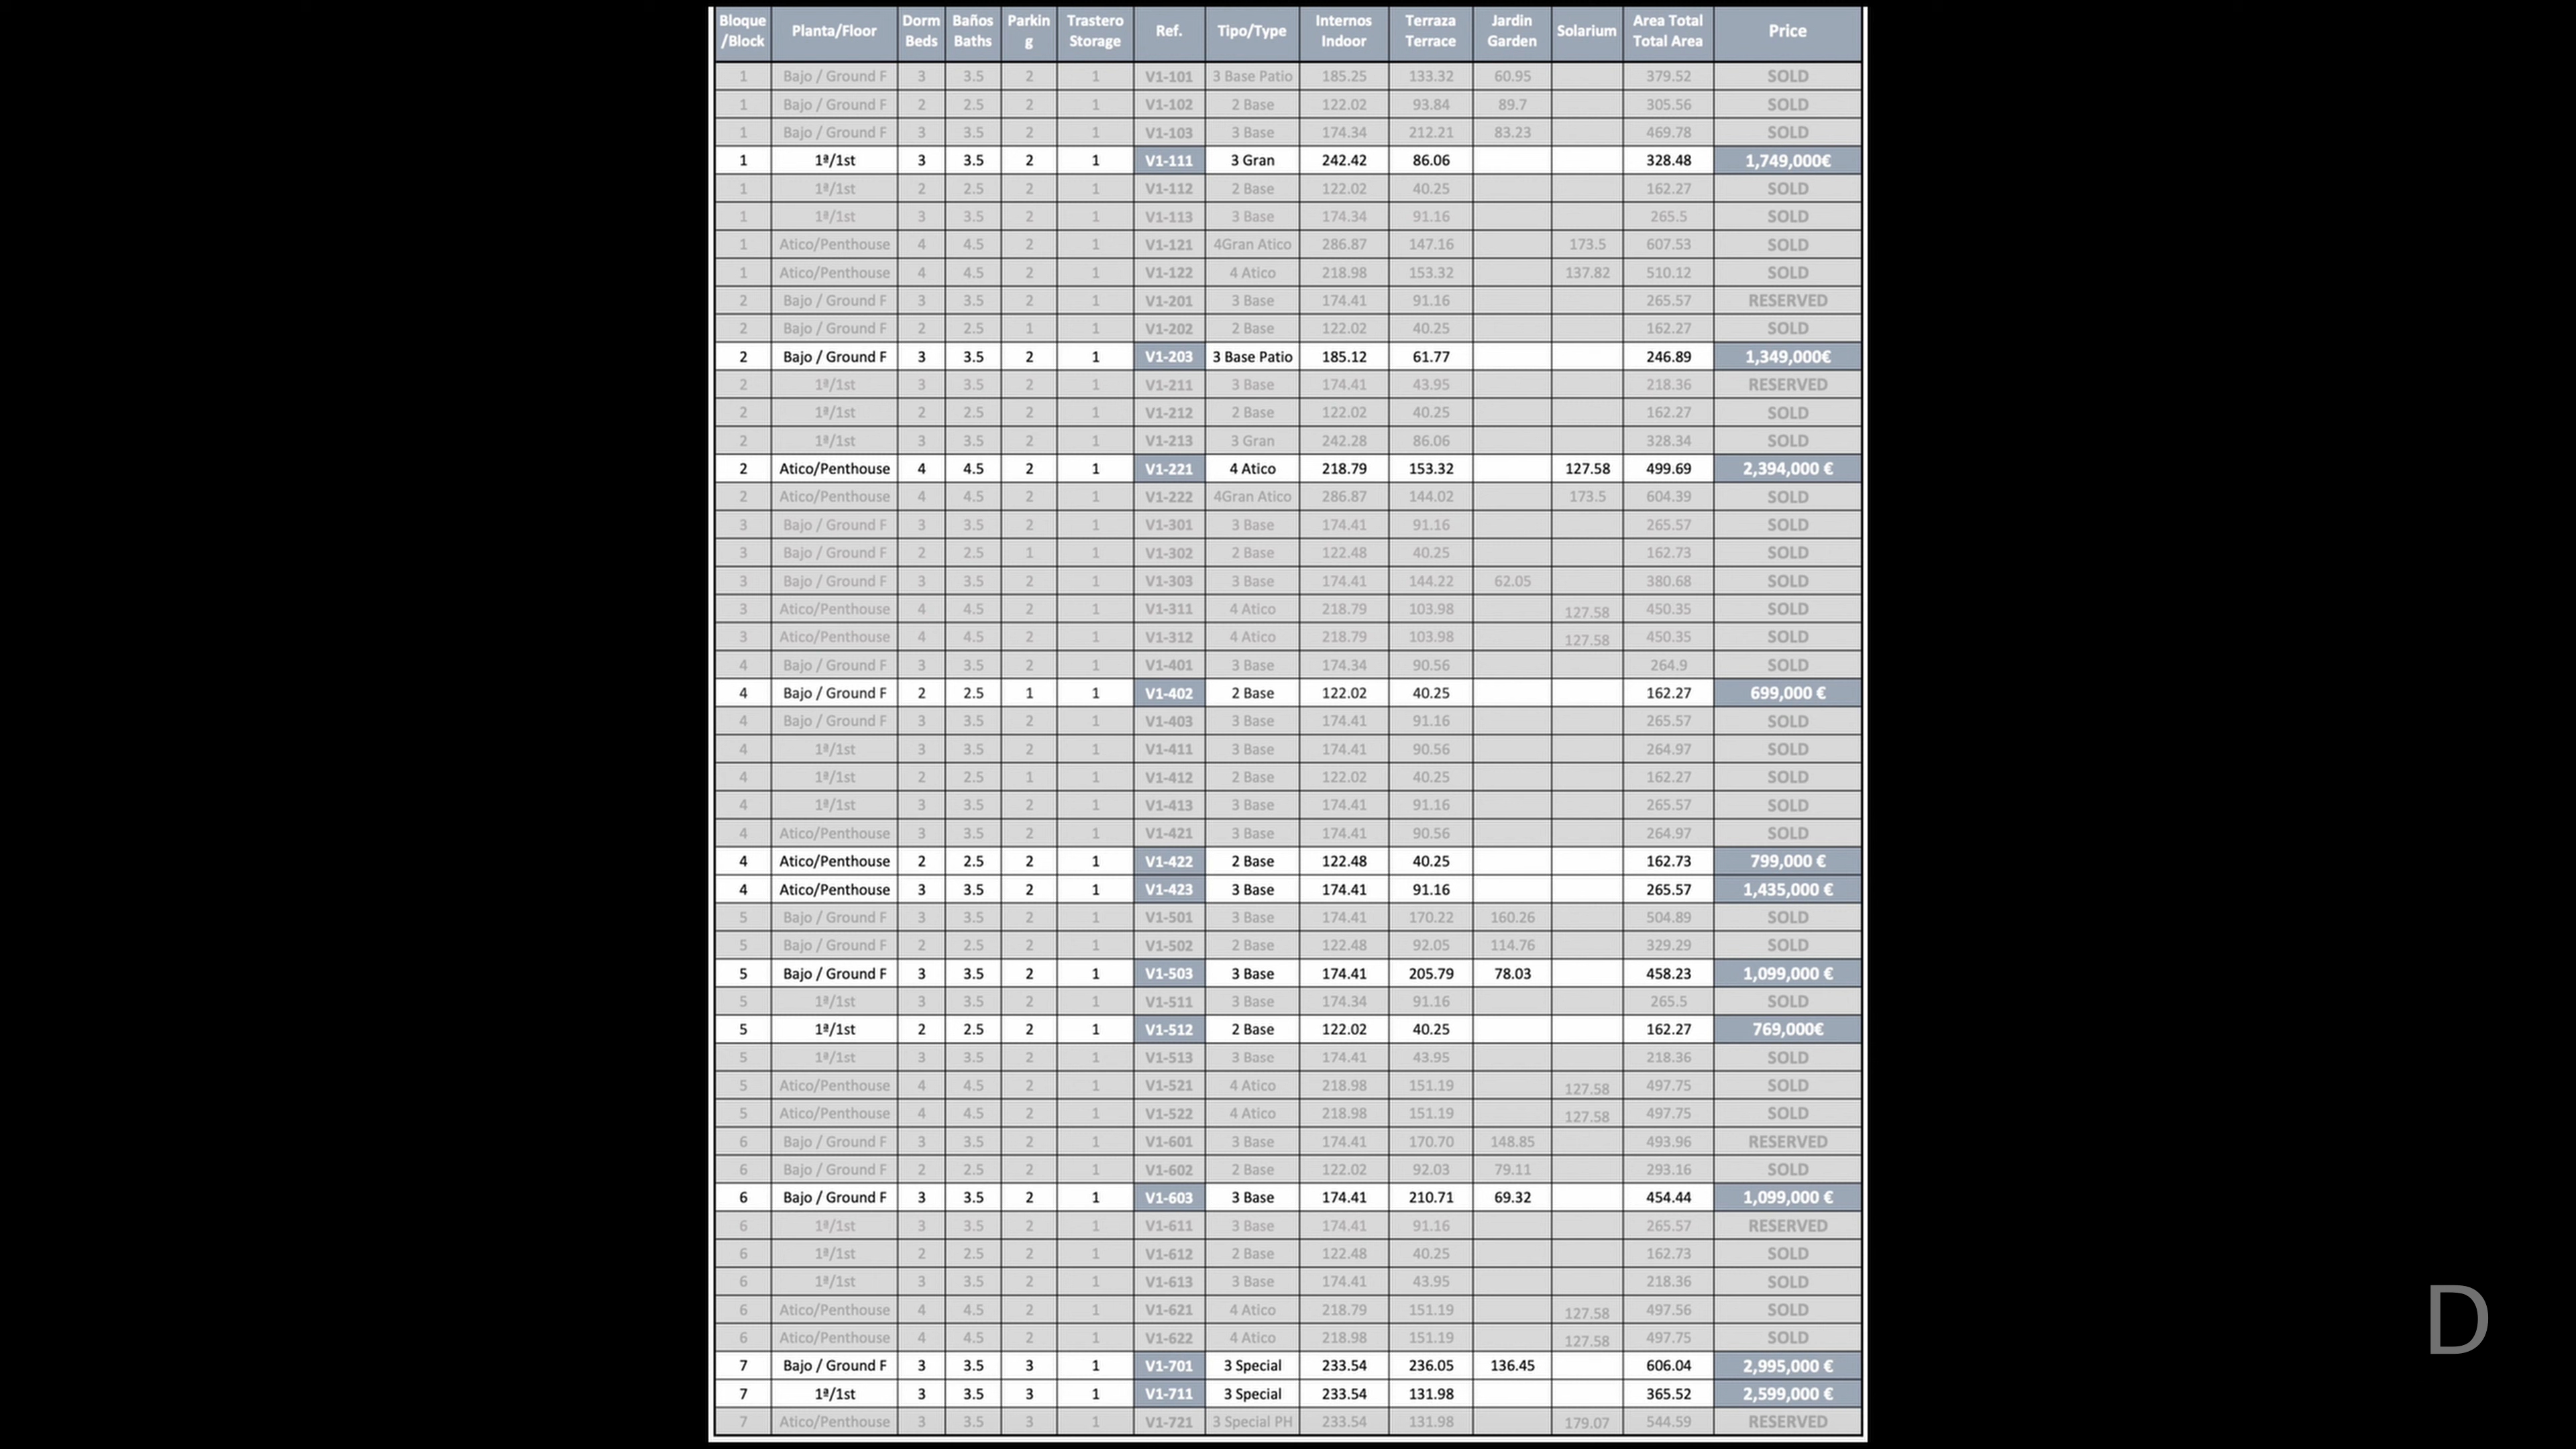 Bloque /Block Planta/Floor Dorm Beds Baños Baths Parkin g Trastero Storage Ref. Tipo/Type Internos Indoor Terraza Terrace Jardin Garden Solarium Area Total Total Area Price
1 Bajo / Ground F 3 3.5 2 1 V1-101 3 Base Patio 185.25 133.32 60.95 379.52 SOLD
1 Bajo / Ground F 2 2.5 2 1 V1-102 2 Base 122.02 93.84 89.7 305.56 SOLD
1 Bajo / Ground F 3 3.5 2 1 V1-103 3 Base 174.34 212.21 83.23 469.78 SOLD
1 1ª/1st 3 3.5 2 1 V1-111 3 Gran 242.42 86.06 328.48 1,749,000€
1 1ª/1st 2 2.5 2 1 V1-112 2 Base 122.02 40.25 162.27 SOLD
1 1ª/1st 3 3.5 2 1 V1-113 3 Base 174.34 91.16 265.5 SOLD
1 Atico/Penthouse 4 4.5 2 1 V1-121 4Gran Atico 286.87 147.16 173.5 607.53 SOLD
1 Atico/Penthouse 4 4.5 2 1 V1-122 4 Atico 218.98 153.32 137.82 510.12 SOLD
2 Bajo / Ground F 3 3.5 2 1 V1-201 3 Base 174.41 91.16 265.57 RESERVED
2 Bajo / Ground F 2 2.5 1 1 V1-202 2 Base 122.02 40.25 162.27 SOLD
2 Bajo / Ground F 3 3.5 2 1 V1-203 3 Base Patio 185.12 61.77 246.89 1,349,000€
2 1ª/1st 3 3.5 2 1 V1-211 3 Base 174.41 43.95 218.36 RESERVED
2 1ª/1st 2 2.5 2 1 V1-212 2 Base 122.02 40.25 162.27 SOLD
2 1ª/1st 3 3.5 2 1 V1-213 3 Gran 242.28 86.06 328.34 SOLD
2 Atico/Penthouse 4 4.5 2 1 V1-221 4 Atico 218.79 153.32 127.58 499.69 2,394,000 €
2 Atico/Penthouse 4 4.5 2 1 V1-222 4Gran Atico 286.87 144.02 173.5 604.39 SOLD
3 Bajo / Ground F 3 3.5 2 1 V1-301 3 Base 174.41 91.16 265.57 SOLD
3 Bajo / Ground F 2 2.5 1 1 V1-302 2 Base 122.48 40.25 162.73 SOLD
3 Bajo / Ground F 3 3.5 2 1 V1-303 3 Base 174.41 144.22 62.05 380.68 SOLD
3 Atico/Penthouse 4 4.5 2 1 V1-311 4 Atico 218.79 103.98 127.58 450.35 SOLD
3 Atico/Penthouse 4 4.5 2 1 V1-312 4 Atico 218.79 103.98 127.58 450.35 SOLD
4 Bajo / Ground F 3 3.5 2 1 V1-401 3 Base 174.34 90.56 264.9 SOLD
4 Bajo / Ground F 2 2.5 1 1 V1-402 2 Base 122.02 40.25 162.27 699,000 €
4 Bajo / Ground F 3 3.5 2 1 V1-403 3 Base 174.41 91.16 265.57 SOLD
4 1ª/1st 3 3.5 2 1 V1-411 3 Base 174.41 90.56 264.97 SOLD
4 1ª/1st 2 2.5 1 1 V1-412 2 Base 122.02 40.25 162.27 SOLD
4 1ª/1st 3 3.5 2 1 V1-413 3 Base 174.41 91.16 265.57 SOLD
4 Atico/Penthouse 3 3.5 2 1 V1-421 3 Base 174.41 90.56 264.97 SOLD
4 Atico/Penthouse 2 2.5 2 1 V1-422 2 Base 122.48 40.25 162.73 799,000 €
4 Atico/Penthouse 3 3.5 2 1 V1-423 3 Base 174.41 91.16 265.57 1,435,000 €
5 Bajo / Ground F 3 3.5 2 1 V1-501 3 Base 174.41 170.22 160.26 504.89 SOLD
5 Bajo / Ground F 2 2.5 2 1 V1-502 2 Base 122.48 92.05 114.76 329.29 SOLD
5 Bajo / Ground F 3 3.5 2 1 V1-503 3 Base 174.41 205.79 78.03 458.23 1,099,000 €
5 1ª/1st 3 3.5 2 1 V1-511 3 Base 174.34 91.16 265.5 SOLD
5 1ª/1st 2 2.5 2 1 V1-512 2 Base 122.02 40.25 162.27 769,000€
5 1ª/1st 3 3.5 2 1 V1-513 3 Base 174.41 43.95 218.36 SOLD
5 Atico/Penthouse 4 4.5 2 1 V1-521 4 Atico 218.98 151.19 127.58 497.75 SOLD
5 Atico/Penthouse 4 4.5 2 1 V1-522 4 Atico 218.98 151.19 127.58 497.75 SOLD
6 Bajo / Ground F 3 3.5 2 1 V1-601 3 Base 174.41 170.70 148.85 493.96 RESERVED
6 Bajo / Ground F 2 2.5 2 1 V1-602 2 Base 122.02 92.03 79.11 293.16 SOLD
6 Bajo / Ground F 3 3.5 2 1 V1-603 3 Base 174.41 210.71 69.32 454.44 1,099,000 €
6 1ª/1st 3 3.5 2 1 V1-611 3 Base 174.41 91.16 265.57 RESERVED
6 1ª/1st 2 2.5 2 1 V1-612 2 Base 122.48 40.25 162.73 SOLD
6 1ª/1st 3 3.5 2 1 V1-613 3 Base 174.41 43.95 218.36 SOLD
6 Atico/Penthouse 4 4.5 2 1 V1-621 4 Atico 218.79 151.19 127.58 497.56 SOLD
6 Atico/Penthouse 4 4.5 2 1 V1-622 4 Atico 218.98 151.19 127.58 497.75 SOLD
7 Bajo / Ground F 3 3.5 3 1 V1-701 3 Special 233.54 236.05 136.45 606.04 2,995,000 €
7 1ª/1st 3 3.5 3 1 V1-711 3 Special 233.54 131.98 365.52 2,599,000 €
7 Atico/Penthouse 3 3.5 3 1 V1-721 3 Special PH 233.54 131.98 179.07 544.59 RESERVED
D